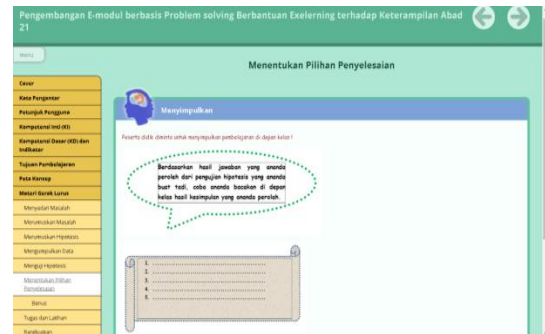 Pengembangan E-modul berbasis Problem solving Berbantuan Exelerning terhadap Keterampilan Abad
21
Menu
Menentukan Pilihan Penyelesaian
Cover
Kata Pengantar
Petunjuk Pengguna
Kompetensi Inti (KI)
Kompetensi Dasar (KD) dan
Indikator
Tujuan Pembelajaran
Peta Konsep
Materi Gerak Lurus
Menyadari Masalah
Merumuskan Masalah
Merumuskan Hipotesis
Mengumpulkan Data
Menguji Hipotesis
Menentukan Pilihan
Penyelesaian
Bonus
Tugas dan Latihan
Rangkuman
Menyimpulkan
Peserta didik diminta untuk menyimpulkan pembelajaran di depan kelas !
Berdasarkan hasil jawaban yang ananda
peroleh dari pengujian hipotesis yang ananda
buat tadi, coba ananda bacakan di depan
kelas hasil kesimpulan yang ananda peroleh.
1. ..........................................
2. ..........................................
3. ..........................................
4. ..........................................
5. ..........................................